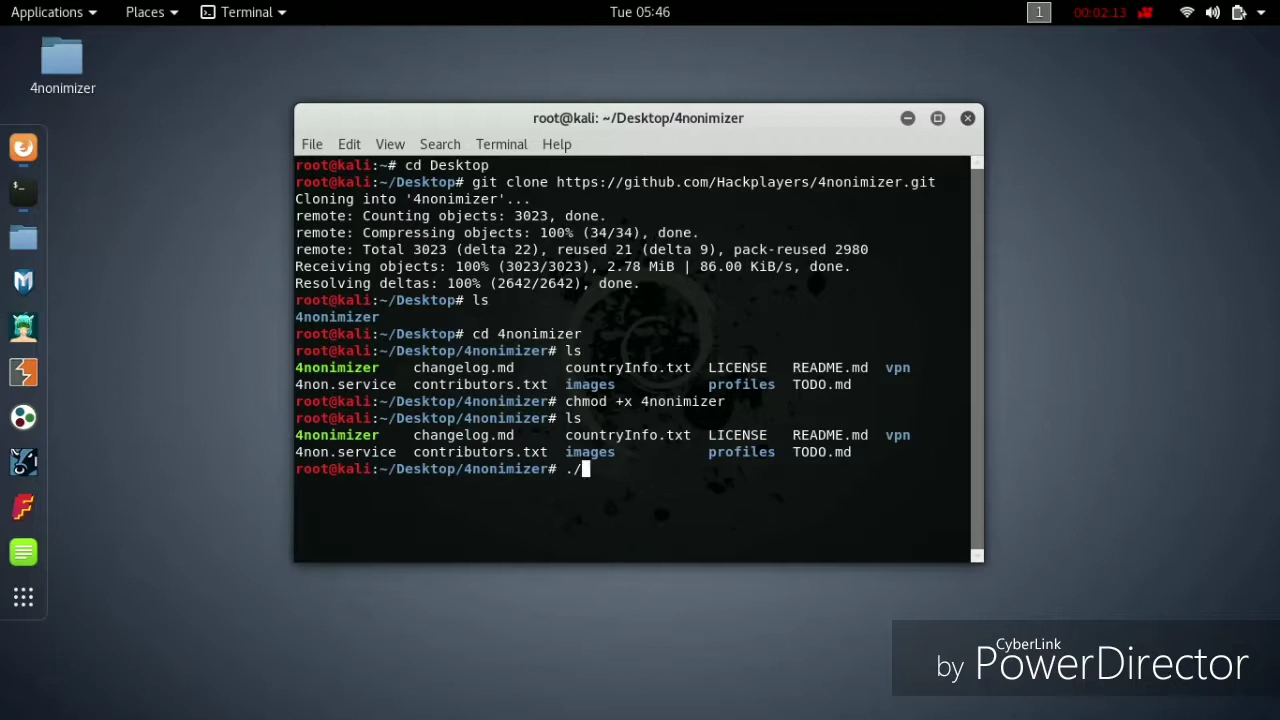 Applications Places Terminal Tue 05:46 1 00:02:13
4nonimizer
root@kali: ~/Desktop/4nonimizer
File Edit View Search Terminal Help
root@kali:~# cd Desktop
root@kali:~/Desktop# git clone https://github.com/Hackplayers/4nonimizer.git
Cloning into '4nonimizer'...
remote: Counting objects: 3023, done.
remote: Compressing objects: 100% (34/34), done.
remote: Total 3023 (delta 22), reused 21 (delta 9), pack-reused 2980
Receiving objects: 100% (3023/3023), 2.78 MiB | 86.00 KiB/s, done.
Resolving deltas: 100% (2642/2642), done.
root@kali:~/Desktop# ls
4nonimizer
root@kali:~/Desktop# cd 4nonimizer
root@kali:~/Desktop/4nonimizer# ls
4nonimizer changelog.md countryInfo.txt LICENSE README.md vpn
4non.service contributors.txt images profiles TODO.md
root@kali:~/Desktop/4nonimizer# chmod +x 4nonimizer
root@kali:~/Desktop/4nonimizer# ls
4nonimizer changelog.md countryInfo.txt LICENSE README.md vpn
4non.service contributors.txt images profiles TODO.md
root@kali:~/Desktop/4nonimizer# ./
CyberLink
by PowerDirector